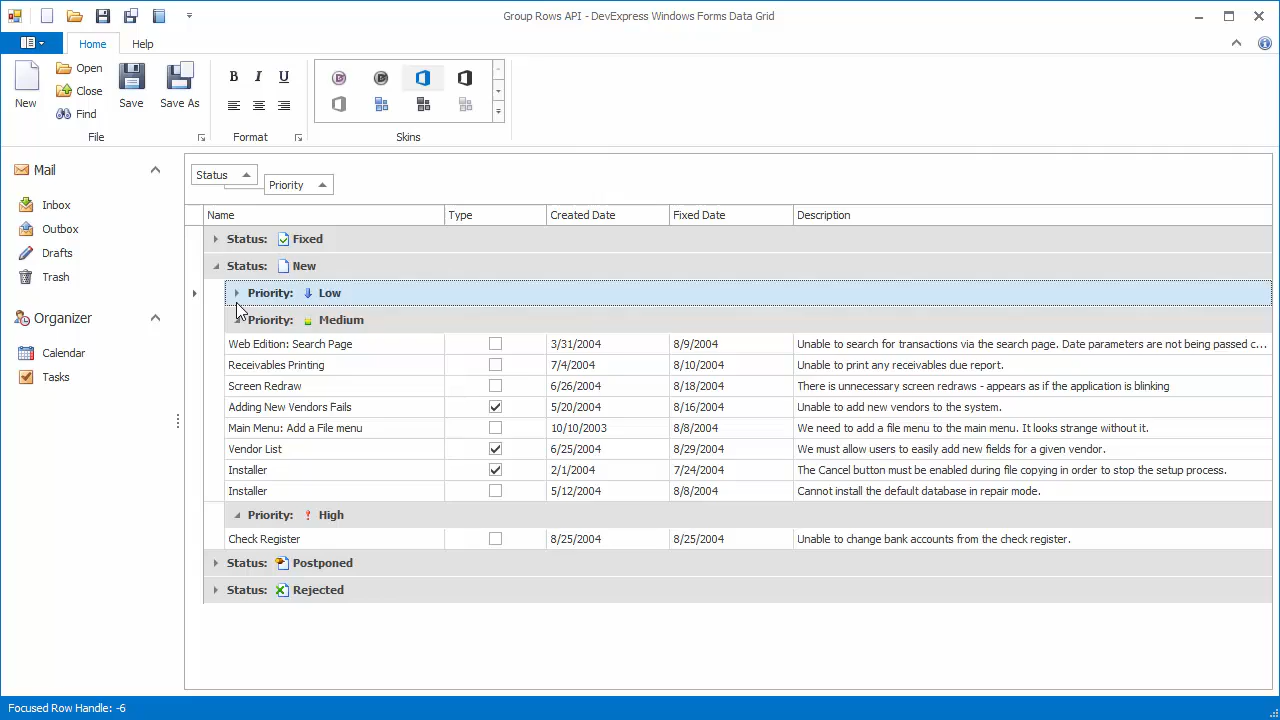 Group Rows API - DevExpress Windows Forms Data Grid
Home Help
New
Open
Close
Find
Save
Save As
B I U
File Format Skins
Mail
Inbox
Outbox
Drafts
Trash
Organizer
Calendar
Tasks
Status
Priority
Name Type Created Date Fixed Date Description
Status: Fixed
Status: New
Priority: Low
Priority: Medium
Web Edition: Search Page 3/31/2004 8/9/2004 Unable to search for transactions via the search page. Date parameters are not being passed c...
Receivables Printing 7/4/2004 8/10/2004 Unable to print any receivables due report.
Screen Redraw 6/26/2004 8/18/2004 There is unnecessary screen redraws - appears as if the application is blinking
Adding New Vendors Fails 5/20/2004 8/16/2004 Unable to add new vendors to the system.
Main Menu: Add a File menu 10/10/2003 8/8/2004 We need to add a file menu to the main menu. It looks strange without it.
Vendor List 6/25/2004 8/29/2004 We must allow users to easily add new fields for a given vendor.
Installer 2/1/2004 7/24/2004 The Cancel button must be enabled during file copying in order to stop the setup process.
Installer 5/12/2004 8/8/2004 Cannot install the default database in repair mode.
Priority: High
Check Register 8/25/2004 8/25/2004 Unable to change bank accounts from the check register.
Status: Postponed
Status: Rejected
Focused Row Handle: -6